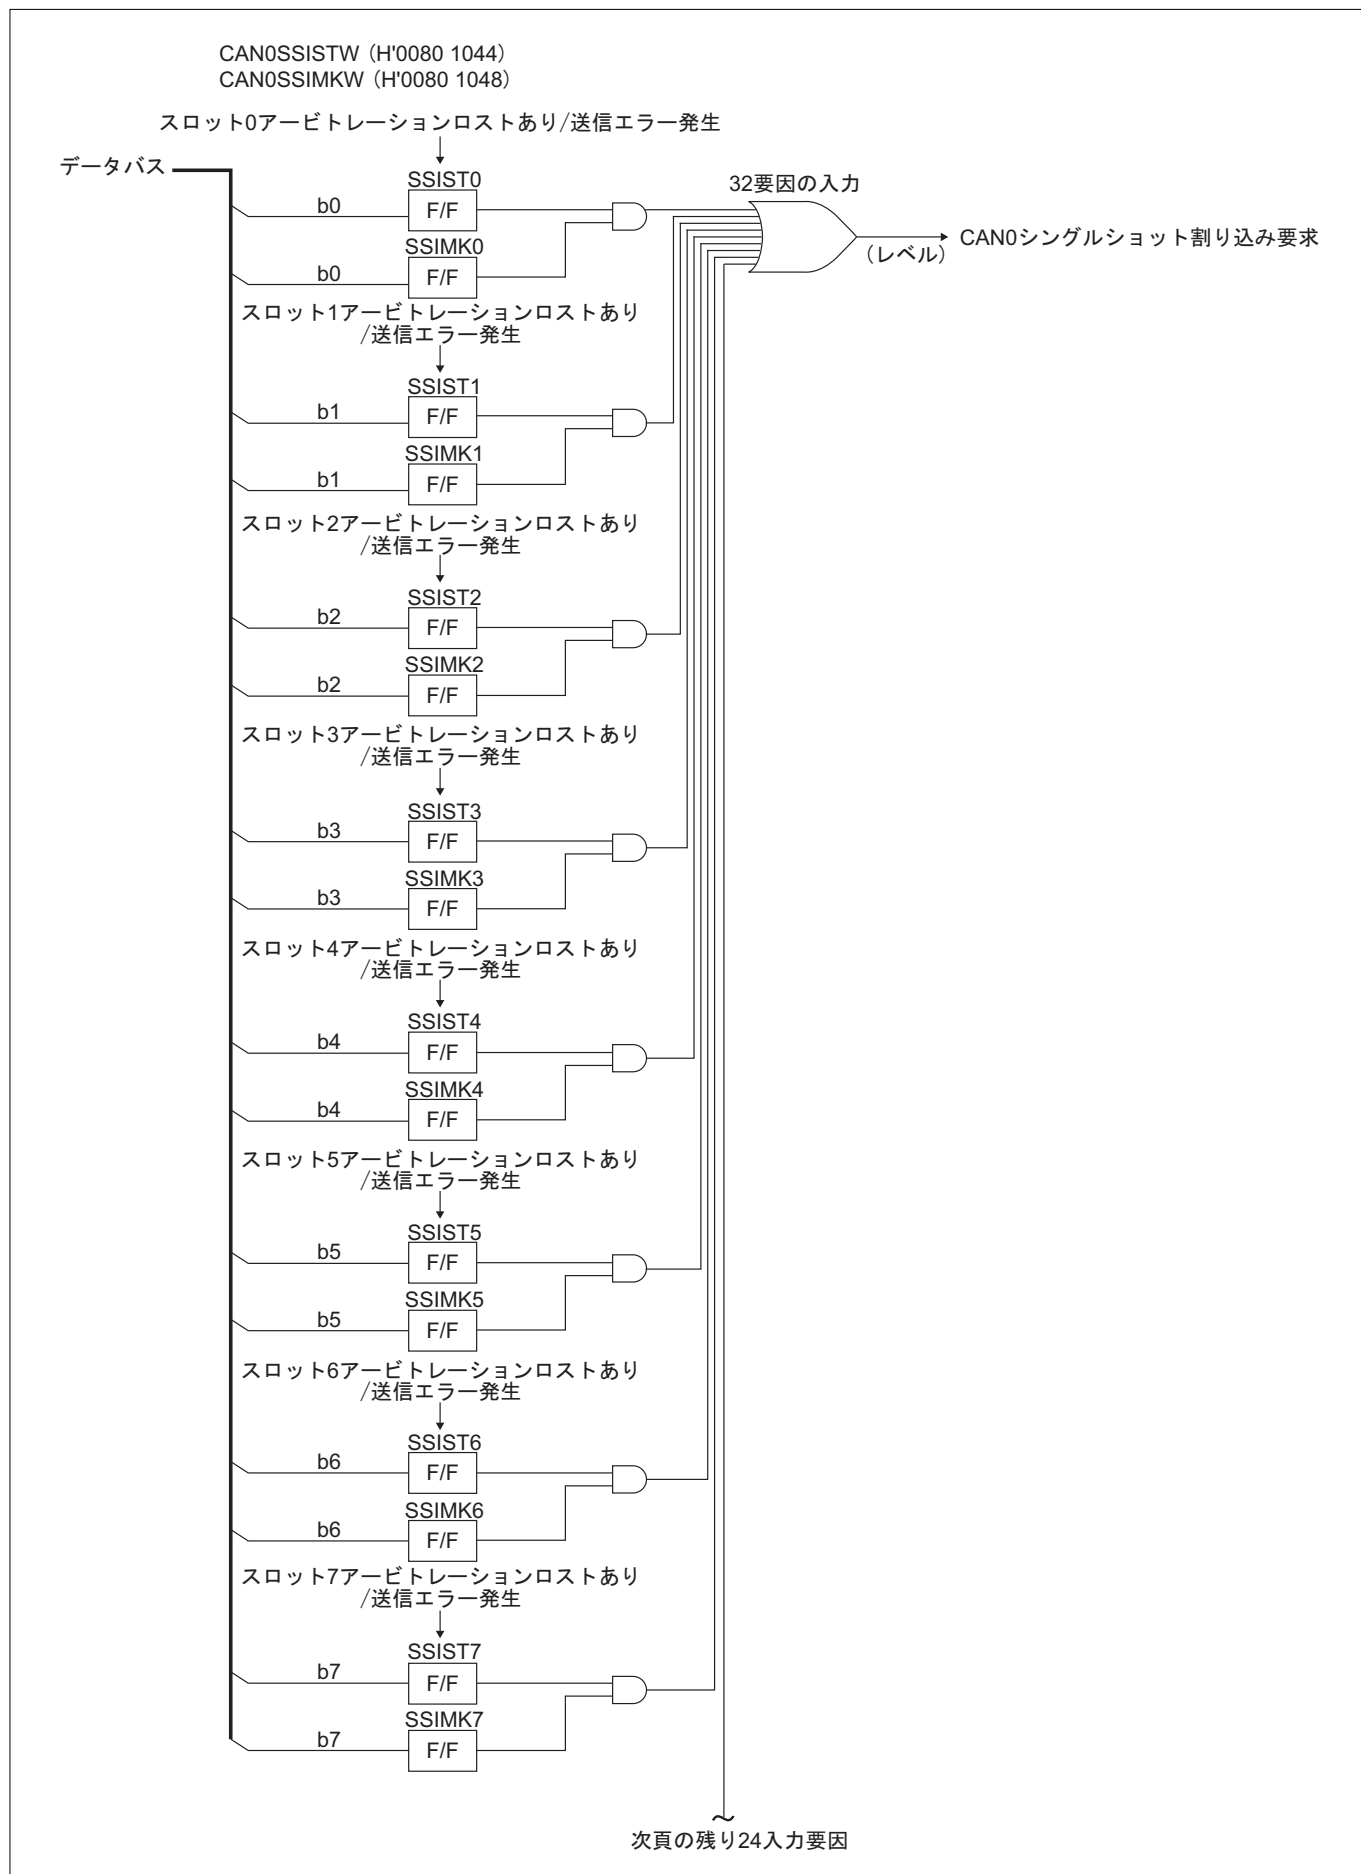 CAN0SSISTW（H'0080 1044）
CAN0SSIMKW（H'0080 1048）
スロット0アービトレーションロストあり/送信エラー発生
データバス
SSIST0
32要因の入力
b0
F/F
CAN0シングルショット割り込み要求
（レベル）
SSIMK0
b0
F/F
スロット1アービトレーションロストあり
/送信エラー発生
SSIST1
b1
F/F
SSIMK1
b1
F/F
スロット2アービトレーションロストあり
/送信エラー発生
SSIST2
b2
F/F
SSIMK2
b2
F/F
スロット3アービトレーションロストあり
/送信エラー発生
SSIST3
b3
F/F
SSIMK3
b3
F/F
スロット4アービトレーションロストあり
/送信エラー発生
SSIST4
b4
F/F
SSIMK4
b4
F/F
スロット5アービトレーションロストあり
/送信エラー発生
SSIST5
b5
F/F
SSIMK5
b5
F/F
スロット6アービトレーションロストあり
/送信エラー発生
SSIST6
b6
F/F
SSIMK6
b6
F/F
スロット7アービトレーションロストあり
/送信エラー発生
SSIST7
b7
F/F
SSIMK7
b7
F/F
次頁の残り24入力要因